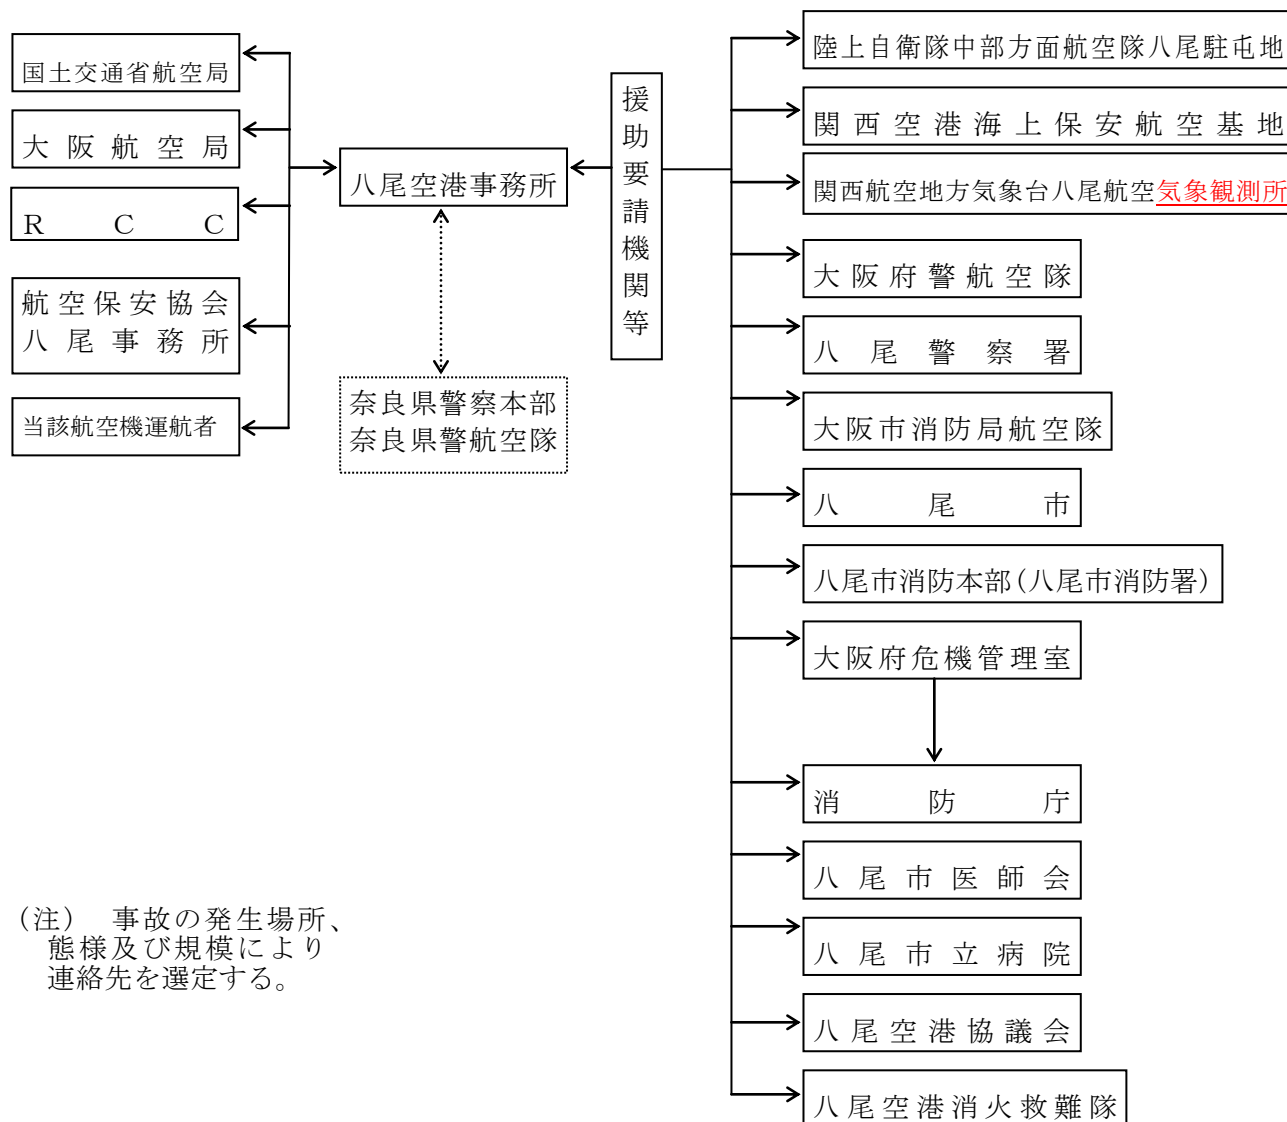 国土交通省航空局
大阪航空局
RCC
航空保安協会
八尾事務所
当該航空機運航者
八尾空港事務所
奈良県警察本部
奈良県警航空隊
援助要請機関等
陸上自衛隊中部方面航空隊八尾駐屯地
関西空港海上保安航空基地
関西航空地方気象台八尾航空気象観測所
大阪府警航空隊
八尾警察署
大阪市消防局航空隊
八尾市
八尾市消防本部(八尾市消防署)
大阪府危機管理室
消防庁
八尾市医師会
八尾市立病院
八尾空港協議会
八尾空港消火救難隊
(注) 事故の発生場所、
態様及び規模により
連絡先を選定する。